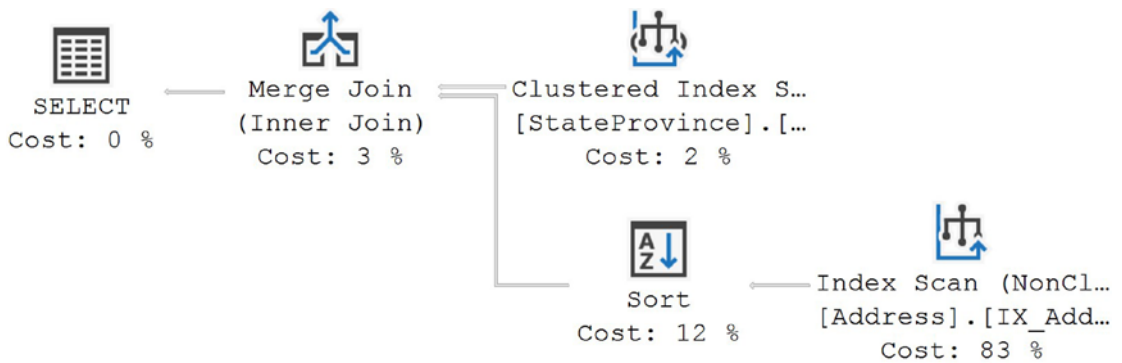 SELECT
Cost: 0 %
Merge Join
(Inner Join)
Cost: 3 %
Clustered Index S…
[StateProvince].[…
Cost: 2 %
A
Z
Sort
Cost: 12 %
Index Scan (NonCl…
[Address].[IX_Add…
Cost: 83 %